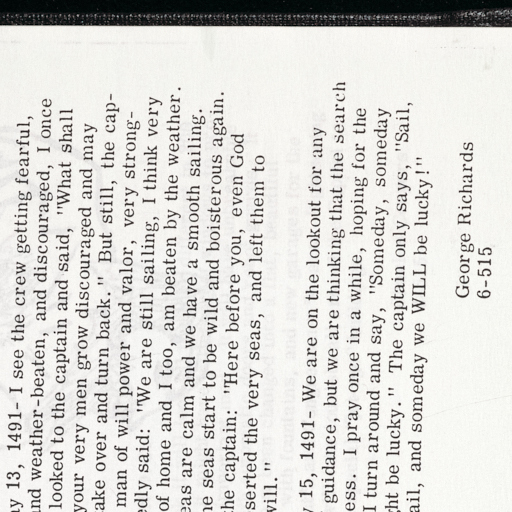 13, 1491- I see the crew getting fearful,
and weather-beaten, and discouraged, I once
looked to the captain and said, "What shall
your very men grow discouraged and may
take over and turn back." But still, the cap-
man of will power and valor, very strong-
edly said: "We are still sailing, I think very
of home and I too, am beaten by the weather.
eas are calm and we have a smooth sailing.
he seas start to be wild and boisterous again.
the captain: "Here before you, even God
serted the very seas, and left them to
will."
15, 1491- We are on the lookout for any
guidance, but we are thinking that the search
ess. I pray once in a while, hoping for the
I turn around and say, "Someday, someday
ght be lucky." The captain only says, "Sail,
ail, and someday we WILL be lucky!"
George Richards
6-515